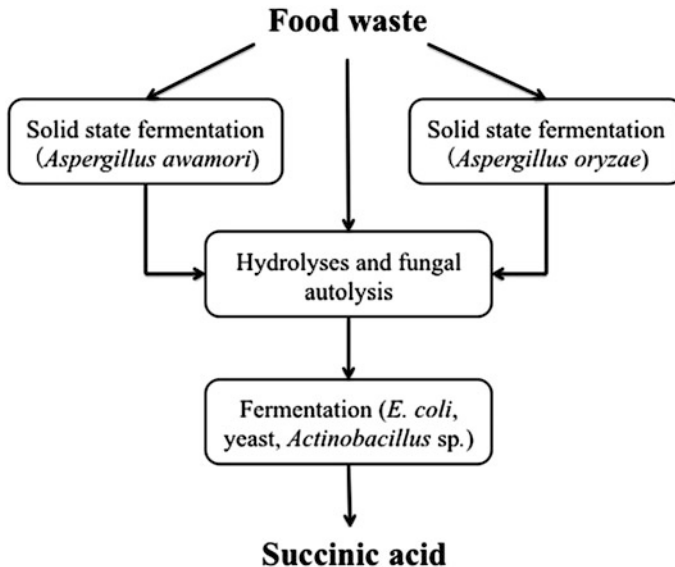 Food waste
Solid state fermentation
(Aspergillus awamori)
Solid state fermentation
(Aspergillus oryzae)
Hydrolyses and fungal
autolysis
Fermentation (E. coli,
yeast, Actinobacillus sp.)
Succinic acid